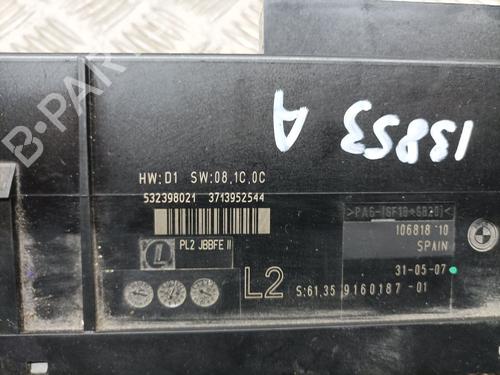 13853
A
HW:D1 SW:08,1C,0C
532398021 3713952544
>PA6-(GF10+GB20)<
L PL2 JBBFE II
106818 10
SPAIN
31-05-07
L2
S:61.35 9160187-01